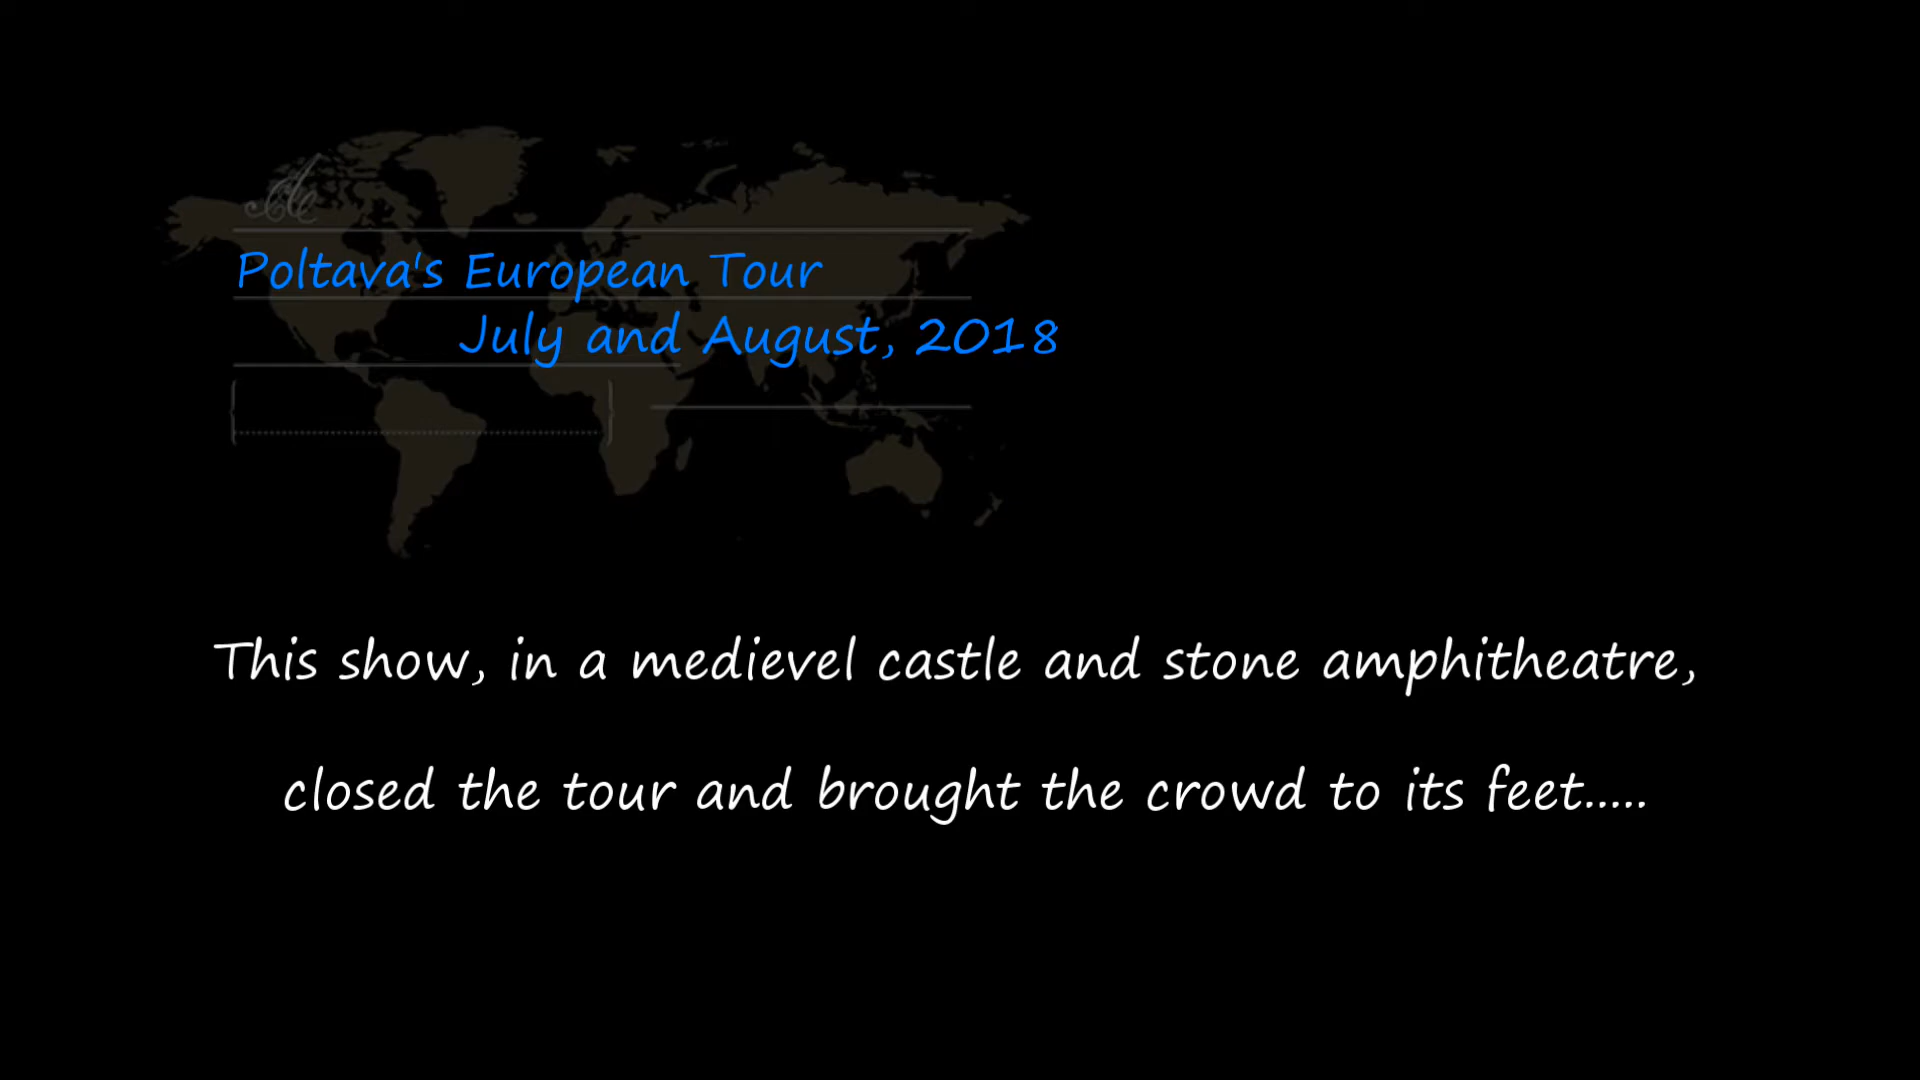 Poltava's European Tour
July and August, 2018
This show, in a medievel castle and stone amphitheatre,
closed the tour and brought the crowd to its feet.....